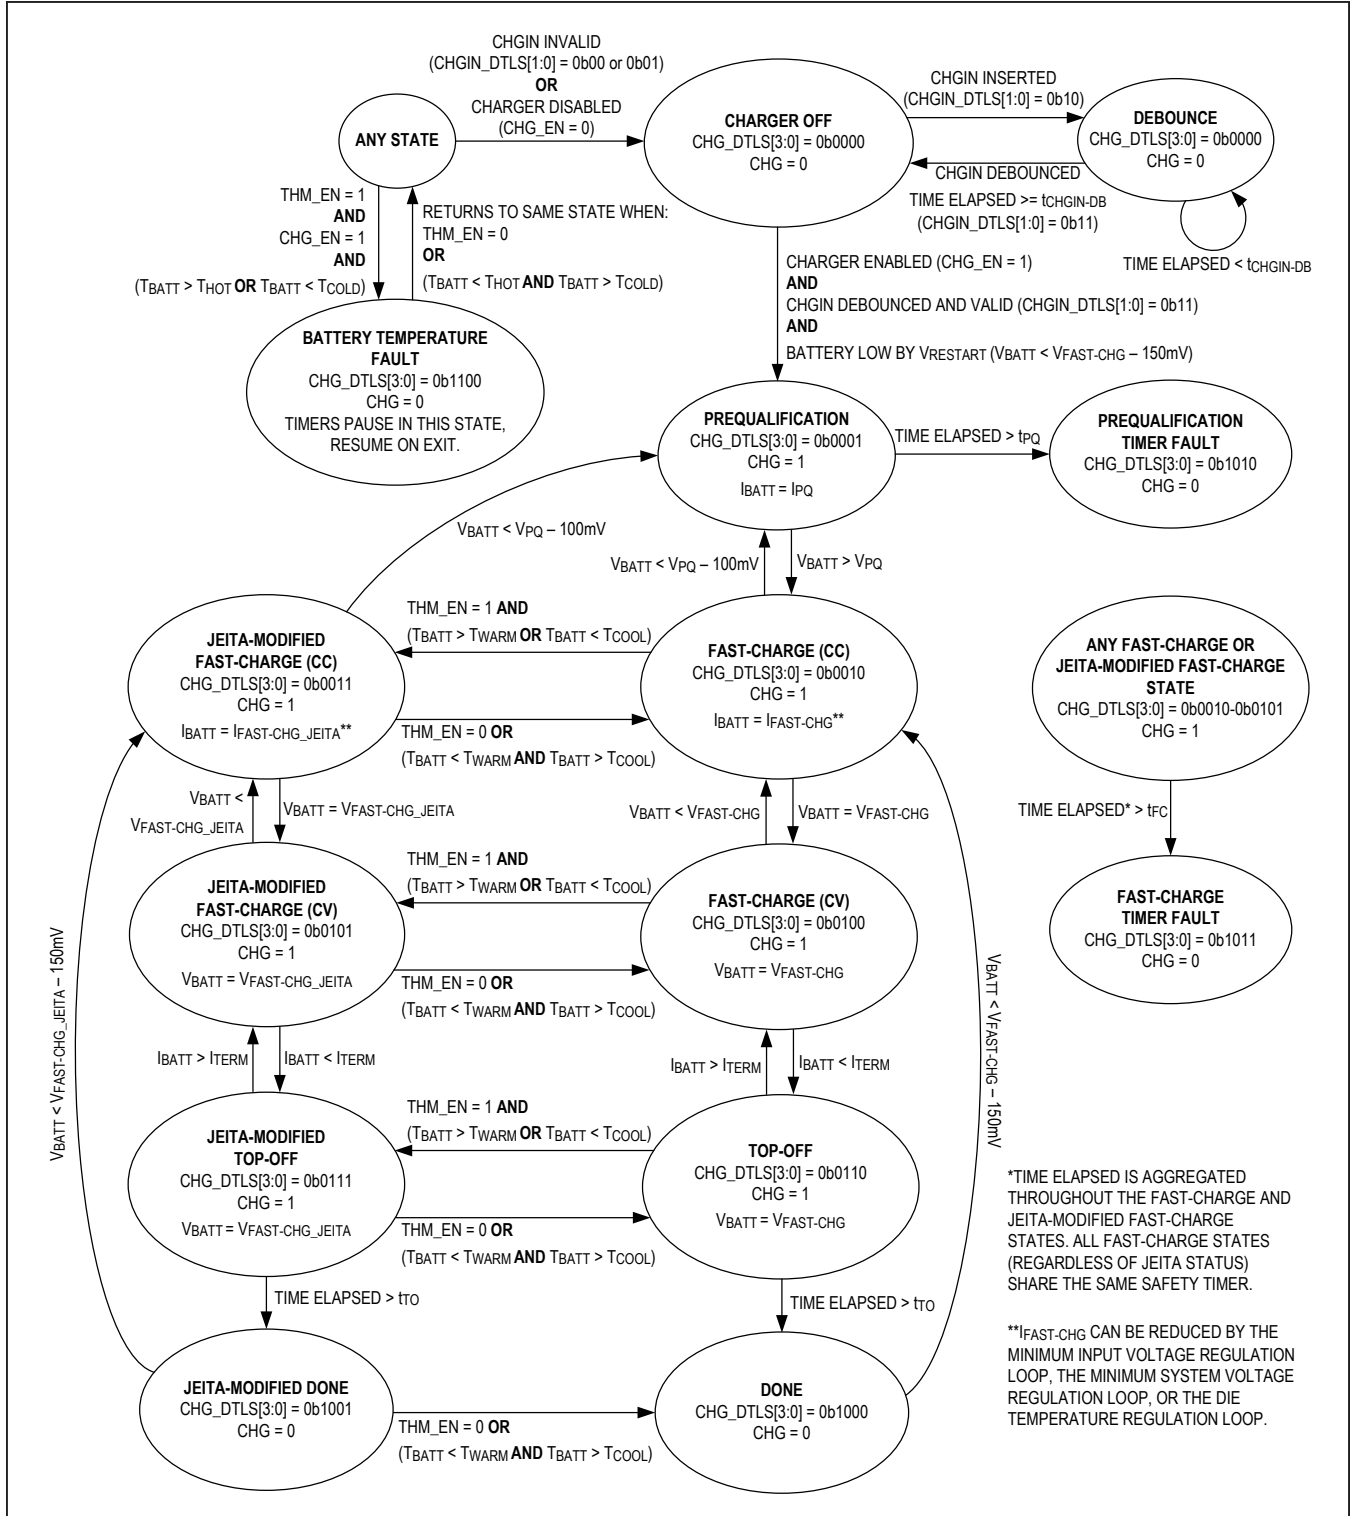 CHGIN INVALID
(CHGIN_DTLS[1:0] = 0b00 or 0b01)
OR
CHARGER DISABLED
(CHG_EN = 0)
ANY STATE
CHARGER OFF
CHG_DTLS[3:0] = 0b0000
CHG = 0
CHGIN INSERTED
(CHGIN_DTLS[1:0] = 0b10)
DEBOUNCE
CHG_DTLS[3:0] = 0b0000
CHG = 0
CHGIN DEBOUNCED
TIME ELAPSED >= tCHGIN-DB
(CHGIN_DTLS[1:0] = 0b11)
TIME ELAPSED < tCHGIN-DB
THM_EN = 1
AND
CHG_EN = 1
AND
(TBATT > THOT OR TBATT < TCOLD)
RETURNS TO SAME STATE WHEN:
THM_EN = 0
OR
(TBATT < THOT AND TBATT > TCOLD)
CHARGER ENABLED (CHG_EN = 1)
AND
CHGIN DEBOUNCED AND VALID (CHGIN_DTLS[1:0] = 0b11)
AND
BATTERY LOW BY VRESTART (VBATT < VFAST-CHG – 150mV)
BATTERY TEMPERATURE
FAULT
CHG_DTLS[3:0] = 0b1100
CHG = 0
TIMERS PAUSE IN THIS STATE,
RESUME ON EXIT.
PREQUALIFICATION
CHG_DTLS[3:0] = 0b0001
CHG = 1
IBATT = IPQ
TIME ELAPSED > tPQ
PREQUALIFICATION
TIMER FAULT
CHG_DTLS[3:0] = 0b1010
CHG = 0
VBATT < VPQ – 100mV
VBATT < VPQ – 100mV
VBATT > VPQ
JEITA-MODIFIED
FAST-CHARGE (CC)
CHG_DTLS[3:0] = 0b0011
CHG = 1
IBATT = IFAST-CHG_JEITA**
THM_EN = 1 AND
(TBATT > TWARM OR TBATT < TCOOL)
THM_EN = 0 OR
(TBATT < TWARM AND TBATT > TCOOL)
FAST-CHARGE (CC)
CHG_DTLS[3:0] = 0b0010
CHG = 1
IBATT = IFAST-CHG**
ANY FAST-CHARGE OR
JEITA-MODIFIED FAST-CHARGE
STATE
CHG_DTLS[3:0] = 0b0010-0b0101
CHG = 1
VBATT <
VFAST-CHG_JEITA
VBATT = VFAST-CHG_JEITA
VBATT < VFAST-CHG
VBATT = VFAST-CHG
TIME ELAPSED* > tFC
JEITA-MODIFIED
FAST-CHARGE (CV)
CHG_DTLS[3:0] = 0b0101
CHG = 1
VBATT = VFAST-CHG_JEITA
THM_EN = 1 AND
(TBATT > TWARM OR TBATT < TCOOL)
THM_EN = 0 OR
(TBATT < TWARM AND TBATT > TCOOL)
FAST-CHARGE (CV)
CHG_DTLS[3:0] = 0b0100
CHG = 1
VBATT = VFAST-CHG
FAST-CHARGE
TIMER FAULT
CHG_DTLS[3:0] = 0b1011
CHG = 0
VBATT < VFAST-CHG_JEITA – 150mV
VBATT < VFAST-CHG – 150mV
IBATT > ITERM
IBATT < ITERM
IBATT > ITERM
IBATT < ITERM
JEITA-MODIFIED
TOP-OFF
CHG_DTLS[3:0] = 0b0111
CHG = 1
VBATT = VFAST-CHG_JEITA
THM_EN = 1 AND
(TBATT > TWARM OR TBATT < TCOOL)
THM_EN = 0 OR
(TBATT < TWARM AND TBATT > TCOOL)
TOP-OFF
CHG_DTLS[3:0] = 0b0110
CHG = 1
VBATT = VFAST-CHG
*TIME ELAPSED IS AGGREGATED
THROUGHOUT THE FAST-CHARGE AND
JEITA-MODIFIED FAST-CHARGE
STATES. ALL FAST-CHARGE STATES
(REGARDLESS OF JEITA STATUS)
SHARE THE SAME SAFETY TIMER.
TIME ELAPSED > tTO
TIME ELAPSED > tTO
**IFAST-CHG CAN BE REDUCED BY THE
MINIMUM INPUT VOLTAGE REGULATION
LOOP, THE MINIMUM SYSTEM VOLTAGE
REGULATION LOOP, OR THE DIE
TEMPERATURE REGULATION LOOP.
JEITA-MODIFIED DONE
CHG_DTLS[3:0] = 0b1001
CHG = 0
THM_EN = 0 OR
(TBATT < TWARM AND TBATT > TCOOL)
DONE
CHG_DTLS[3:0] = 0b1000
CHG = 0